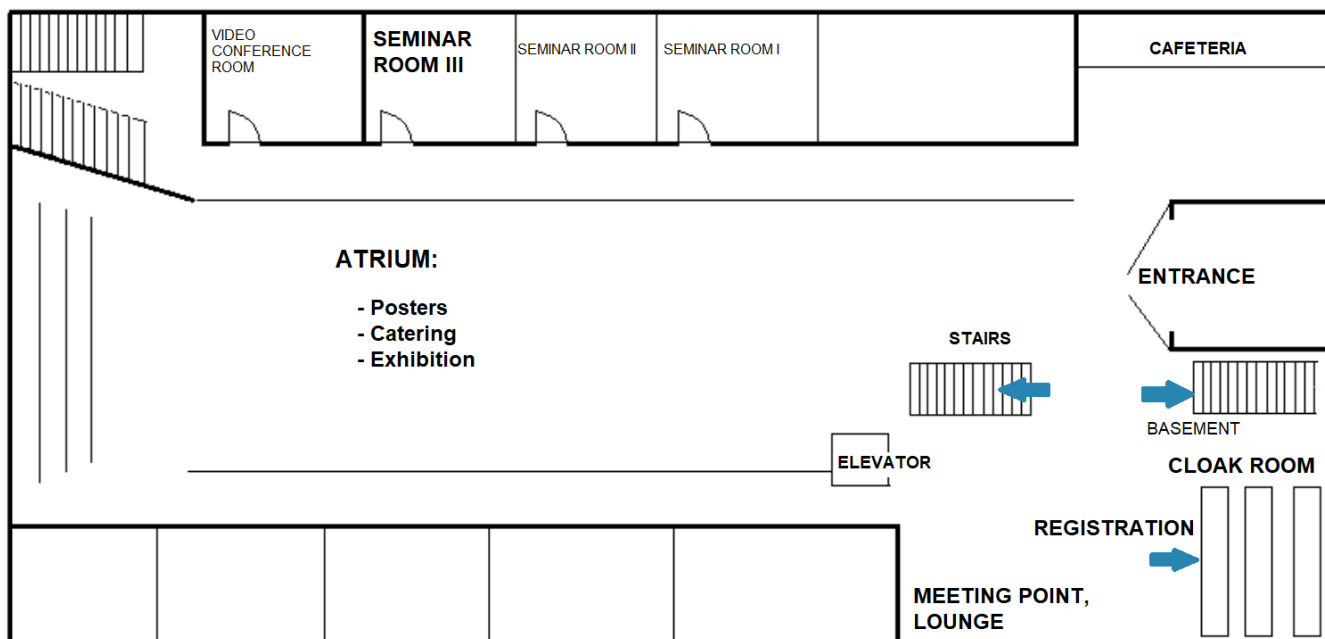 VIDEO
CONFERENCE
ROOM
SEMINAR
ROOM III
SEMINAR ROOM II
SEMINAR ROOM I
CAFETERIA
ATRIUM:
- Posters
- Catering
- Exhibition
ENTRANCE
STAIRS
BASEMENT
ELEVATOR
CLOAK ROOM
REGISTRATION
MEETING POINT,
LOUNGE